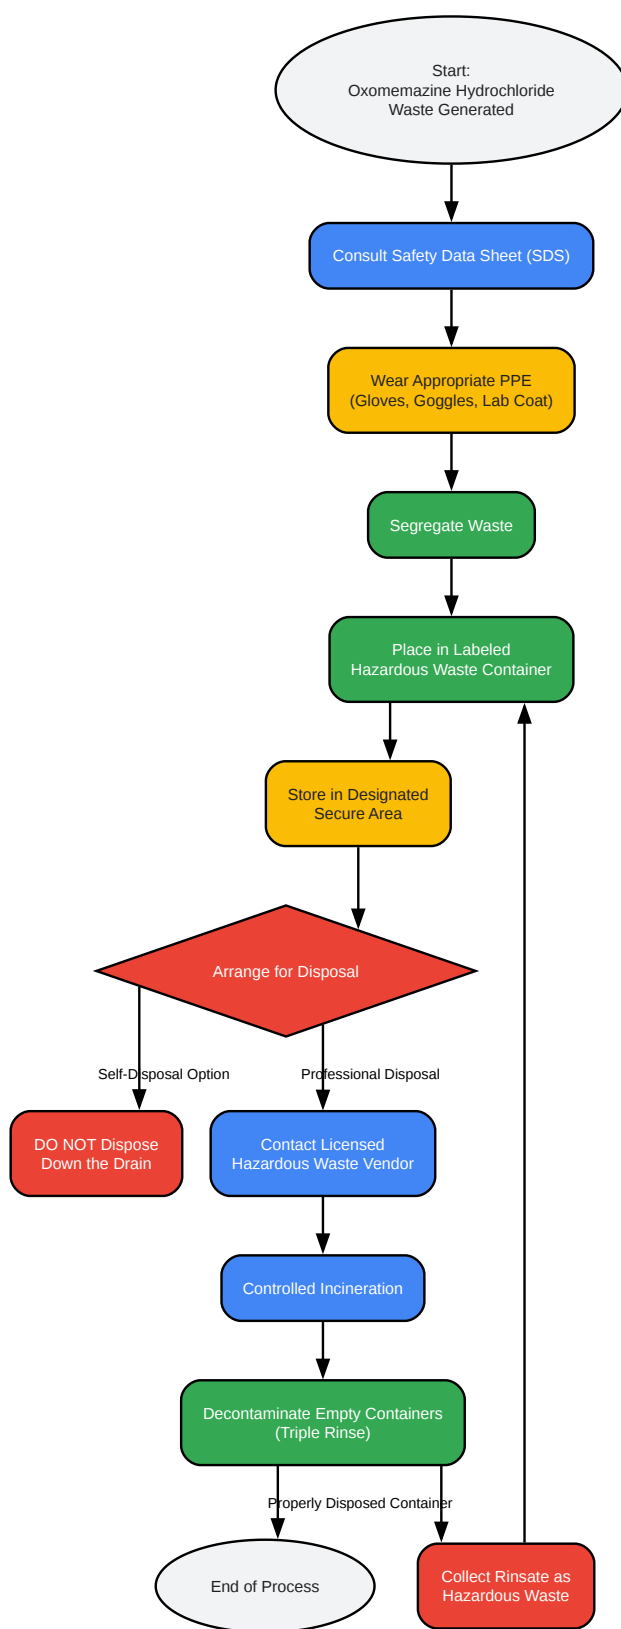 Start:
Oxomemazine Hydrochloride
Waste Generated
Consult Safety Data Sheet (SDS)
Wear Appropriate PPE
(Gloves, Goggles, Lab Coat)
Segregate Waste
Place in Labeled
Hazardous Waste Container
Store in Designated
Secure Area
Arrange for Disposal
Self-Disposal Option
Professional Disposal
DO NOT Dispose
Down the Drain
Contact Licensed
Hazardous Waste Vendor
Controlled Incineration
Decontaminate Empty Containers
(Triple Rinse)
Properly Disposed Container
End of Process
Collect Rinsate as
Hazardous Waste